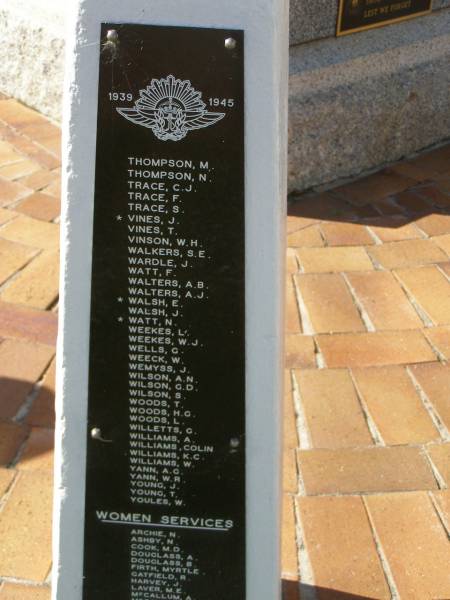 LEST WE FORGET
1939 1945
THOMPSON, M.
THOMPSON, N.
TRACE, C.J.
TRACE, F.
TRACE, S.
* VINES, J.
VINES, T.
VINSON, W.H.
WALKERS, S.E.
WARDLE, J.
WATT, F.
WALTERS, A.B.
WALTERS, A.J.
* WALSH, E.
WALSH, J.
* WATT, N.
WEEKES, L.
WEEKES, W.J.
WELLS, G.
WEECK, W.
WEMYSS, J.
WILSON, A.N.
WILSON, G.D.
WILSON, S.
WOODS, T.
WOODS, H.G.
WOODS, L.
WILLETTS, G.
WILLIAMS, A.
WILLIAMS, COLIN
WILLIAMS, K.C.
WILLIAMS, W.
YANN, A.G.
YANN, W.R.
YOUNG, J.
YOUNG, T.
YOULES, W.
WOMEN SERVICES
ARCHIE, N.
ASHBY, N.
COOK, M.D.
DOUGLASS, A.
DOUGLASS, B.
FIRTH, MYRTLE
GATFIELD, R.
HARVEY, J.
LAVER, M.E.
McCALLUM, A.